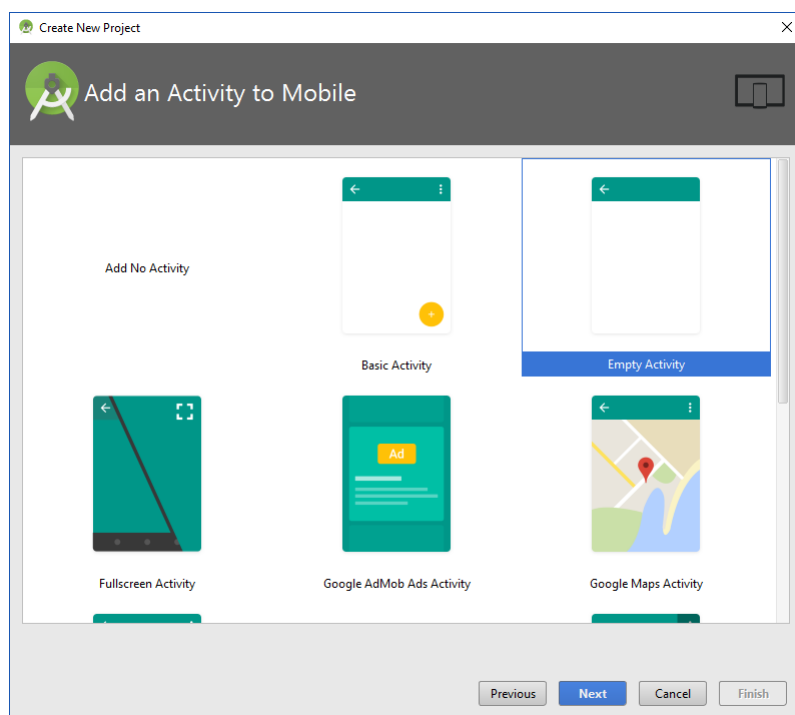 Create New Project
Add an Activity to Mobile
Add No Activity
Basic Activity
Empty Activity
Ad
Fullscreen Activity
Google AdMob Ads Activity
Google Maps Activity
Previous
Next
Cancel
Finish